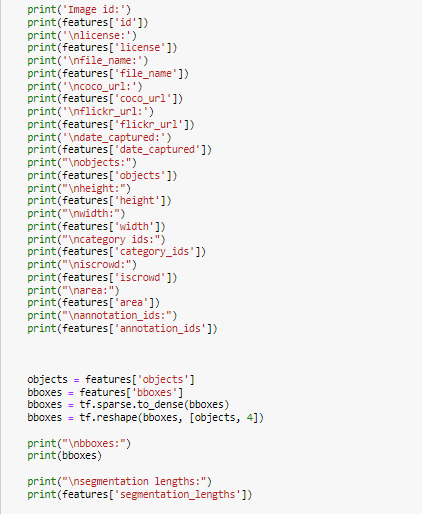 print('Image id:')
print(features['id'])
print('\nlicense:')
print(features['license'])
print('\nfile_name:')
print(features['file_name'])
print('\ncoco_url:')
print(features['coco_url'])
print('\nflickr_url:')
print(features['flickr_url'])
print('\ndate_captured:')
print(features['date_captured'])
print("\nobjects:")
print(features['objects'])
print("\nheight:")
print(features['height'])
print("\nwidth:")
print(features['width'])
print("\ncategory ids:")
print(features['category_ids'])
print("\niscrowd:")
print(features['iscrowd'])
print("\narea:")
print(features['area'])
print("\nannotation_ids:")
print(features['annotation_ids'])
objects = features['objects']
bboxes = features['bboxes']
bboxes = tf.sparse.to_dense(bboxes)
bboxes = tf.reshape(bboxes, [objects, 4])
print("\nbboxes:")
print(bboxes)
print("\nsegmentation lengths:")
print(features['segmentation_lengths'])